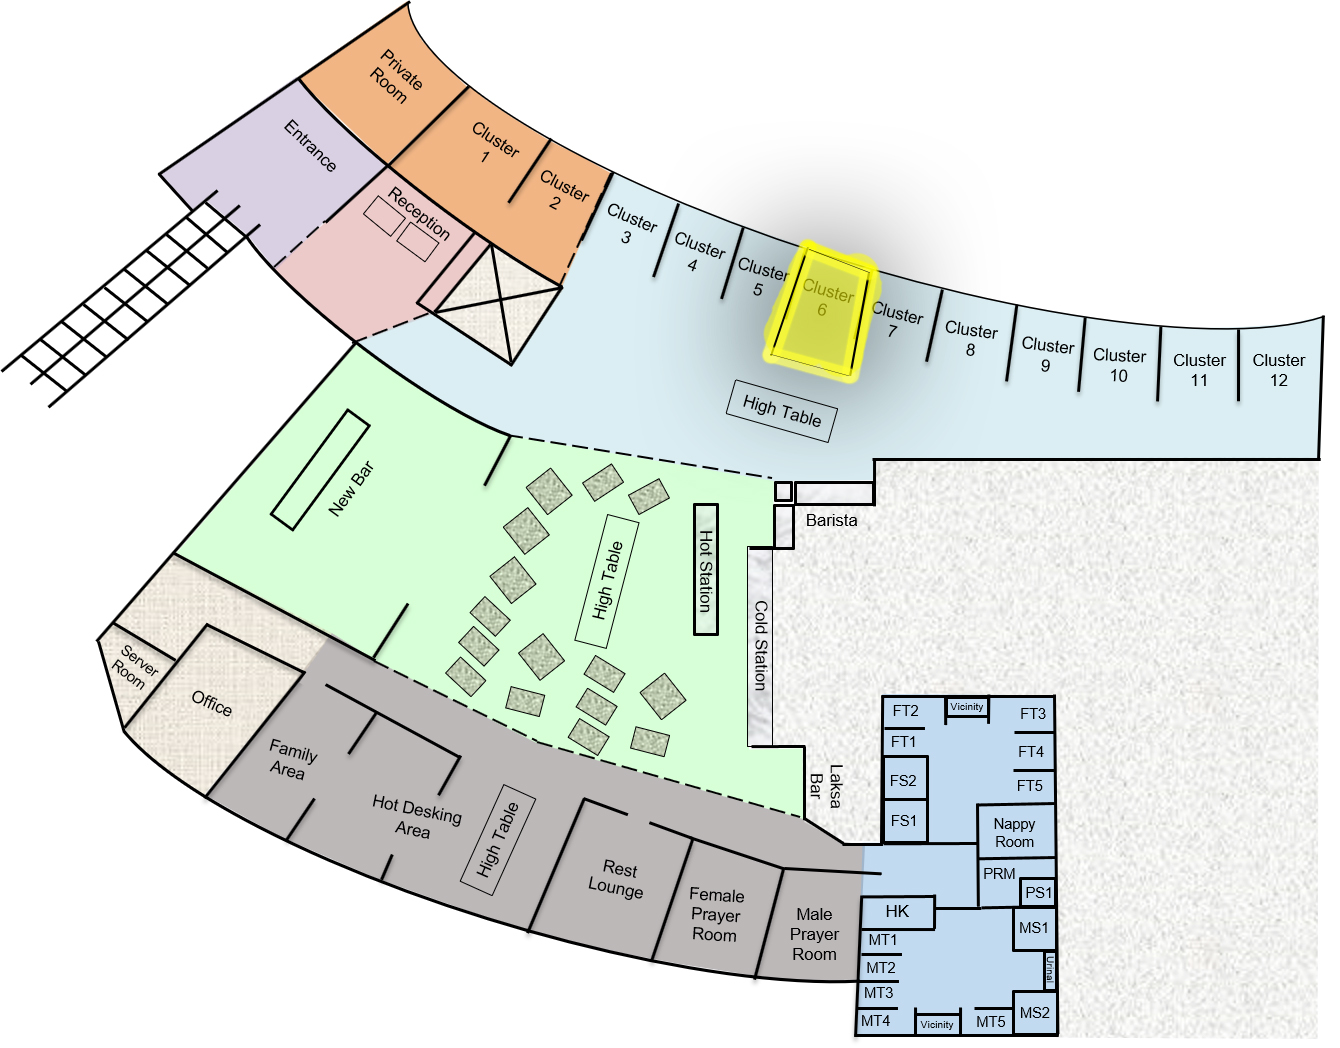 Private
Room
Entrance
Cluster
1
Cluster
2
Reception
Cluster
3
Cluster
4
Cluster
5
Cluster
6
Cluster
7
Cluster
8
Cluster
9
Cluster
10
Cluster
11
Cluster
12
High Table
New Bar
High Table
Hot Station
Barista
Cold Station
Laksa
Bar
Server
Room
Office
Family
Area
Hot Desking
Area
High Table
Rest
Lounge
Female
Prayer
Room
Male
Prayer
Room
FT2
Vicinity
FT3
FT1
FT4
FS2
FT5
FS1
Nappy
Room
PRM
PS1
HK
MS1
MT1
MT2
Urinal
MT3
MT4
Vicinity
MT5
MS2